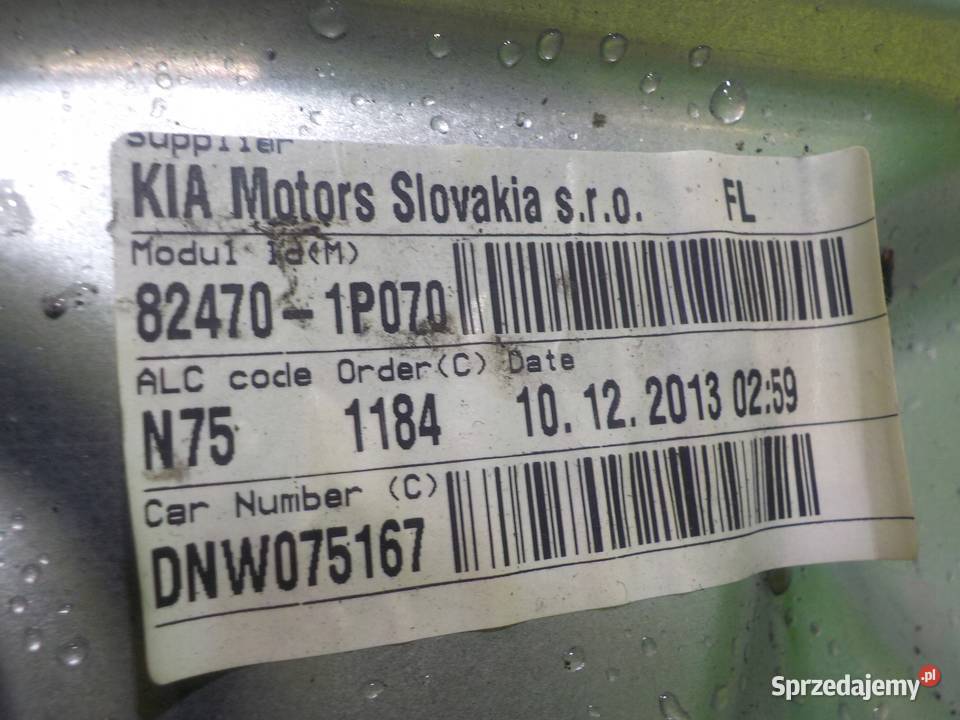 Supplier
KIA Motors Slovakia s.r.o. FL
Modul Id(M)
82470-1P070
ALC code Order(C) Date
N75 1184 10.12.2013 02:59
Car Number (C)
DNW075167
Sprzedajemy.pl